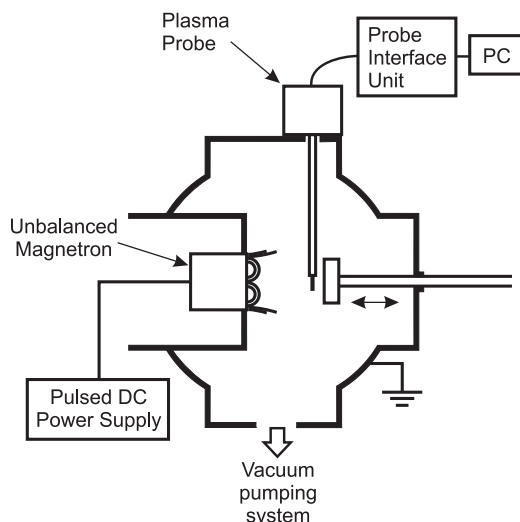 Plasma
Probe
Probe
Interface
Unit
PC
Unbalanced
Magnetron
Pulsed DC
Power Supply
Vacuum
pumping
system